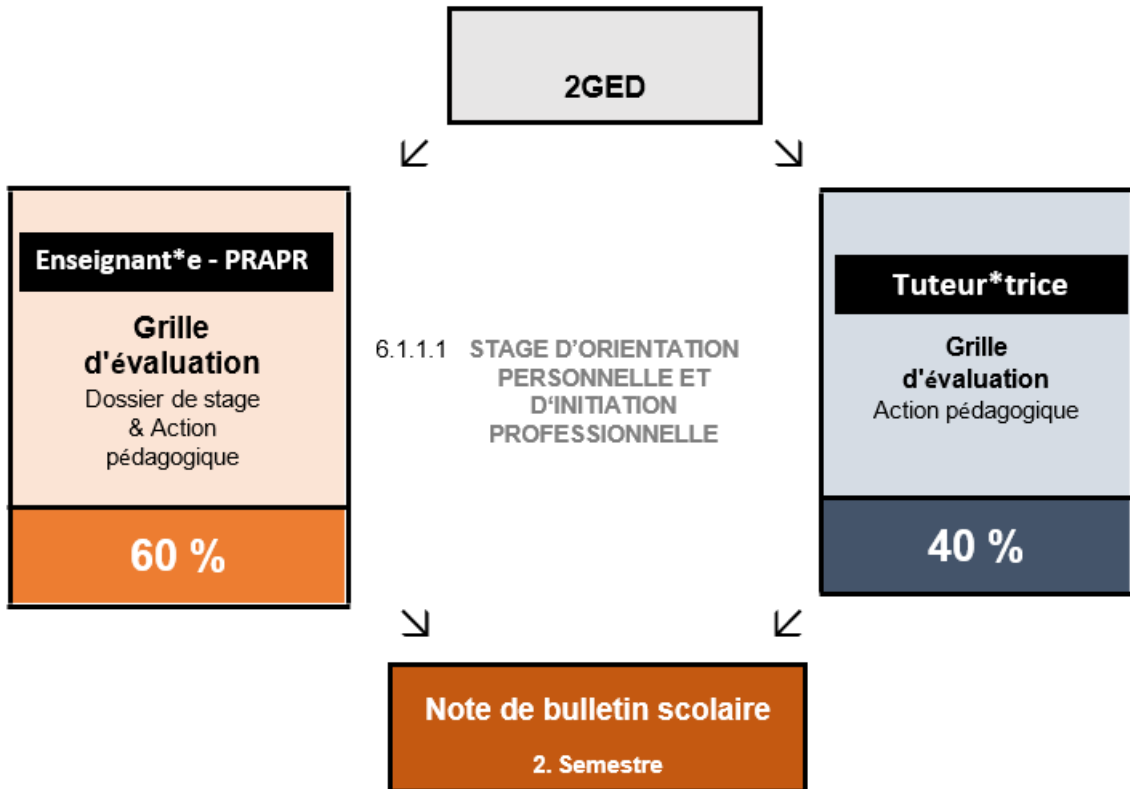 2GED
Enseignant*e - PRAPR
Grille
d'évaluation
Dossier de stage
& Action
pédagogique
60 %
6.1.1.1 STAGE D’ORIENTATION
PERSONNELLE ET
D‘INITIATION
PROFESSIONNELLE
Tuteur*trice
Grille
d'évaluation
Action pédagogique
40 %
Note de bulletin scolaire
2. Semestre